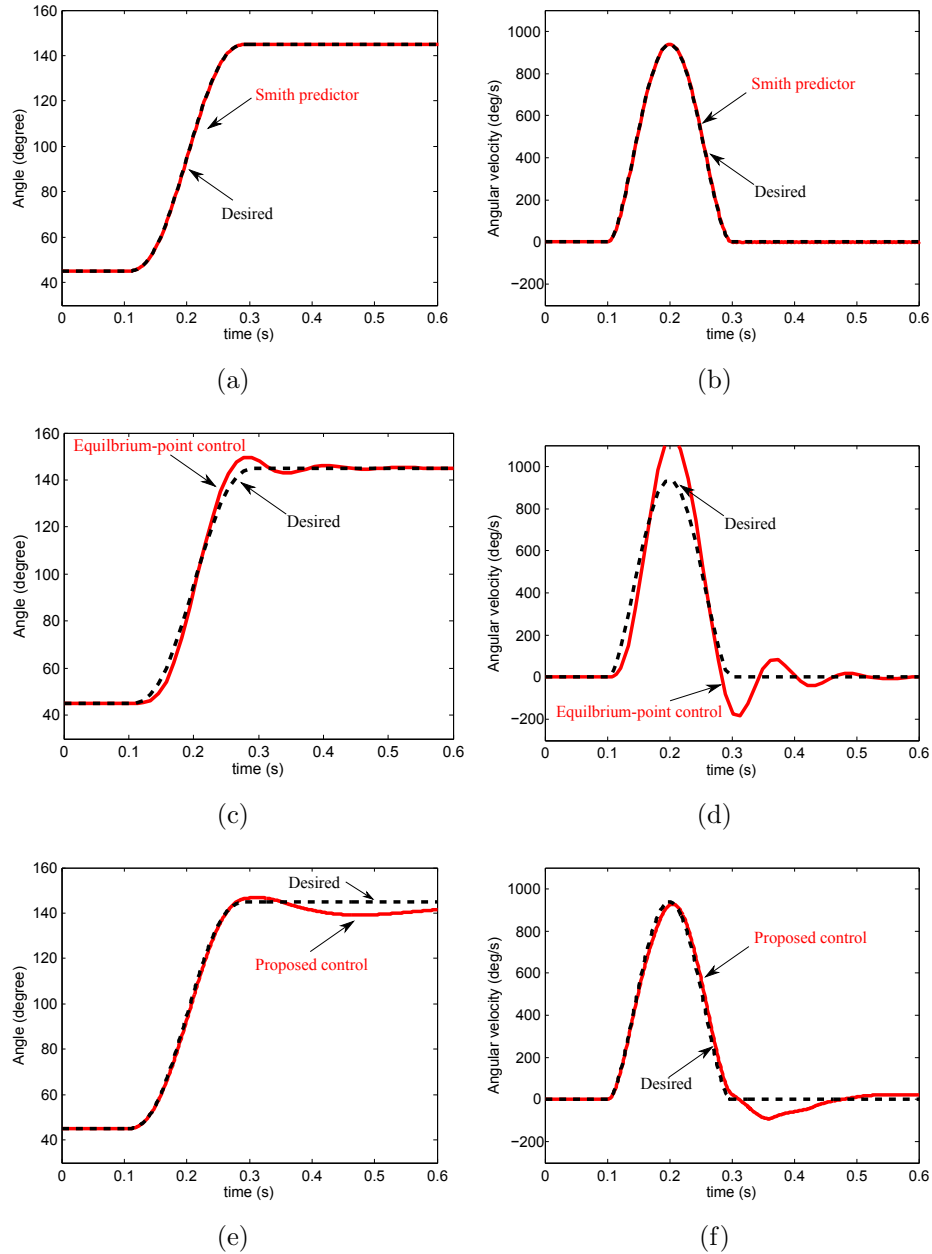 160
140
120
100
80
60
40
Angle (degree)
Smith predictor
Desired
0 0.1 0.2 0.3 0.4 0.5 0.6
time (s)
(a)
1000
800
600
400
200
0
−200
Angular velocity (deg/s)
Smith predictor
Desired
0 0.1 0.2 0.3 0.4 0.5 0.6
time (s)
(b)
160
140
120
100
80
60
40
Angle (degree)
Equilbrium-point control
Desired
0 0.1 0.2 0.3 0.4 0.5 0.6
time (s)
(c)
1000
800
600
400
200
0
−200
Angular velocity (deg/s)
Desired
Equilbrium-point control
0 0.1 0.2 0.3 0.4 0.5 0.6
time (s)
(d)
160
140
120
100
80
60
40
Angle (degree)
Desired
Proposed control
0 0.1 0.2 0.3 0.4 0.5 0.6
time (s)
(e)
1000
800
600
400
200
0
−200
Angular velocity (deg/s)
Proposed control
Desired
0 0.1 0.2 0.3 0.4 0.5 0.6
time (s)
(f)